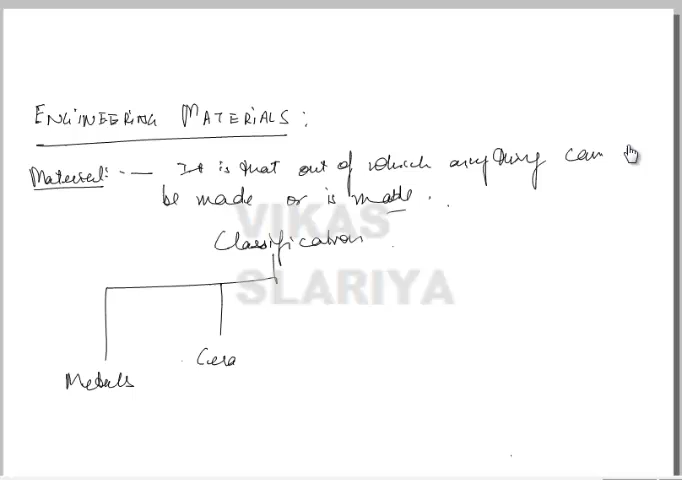 ENGINEERING MATERIALS :
Material: - It is that out of which anything can
be made or is made.
Classification
VIKAS
SLARIYA
Cera
Metals